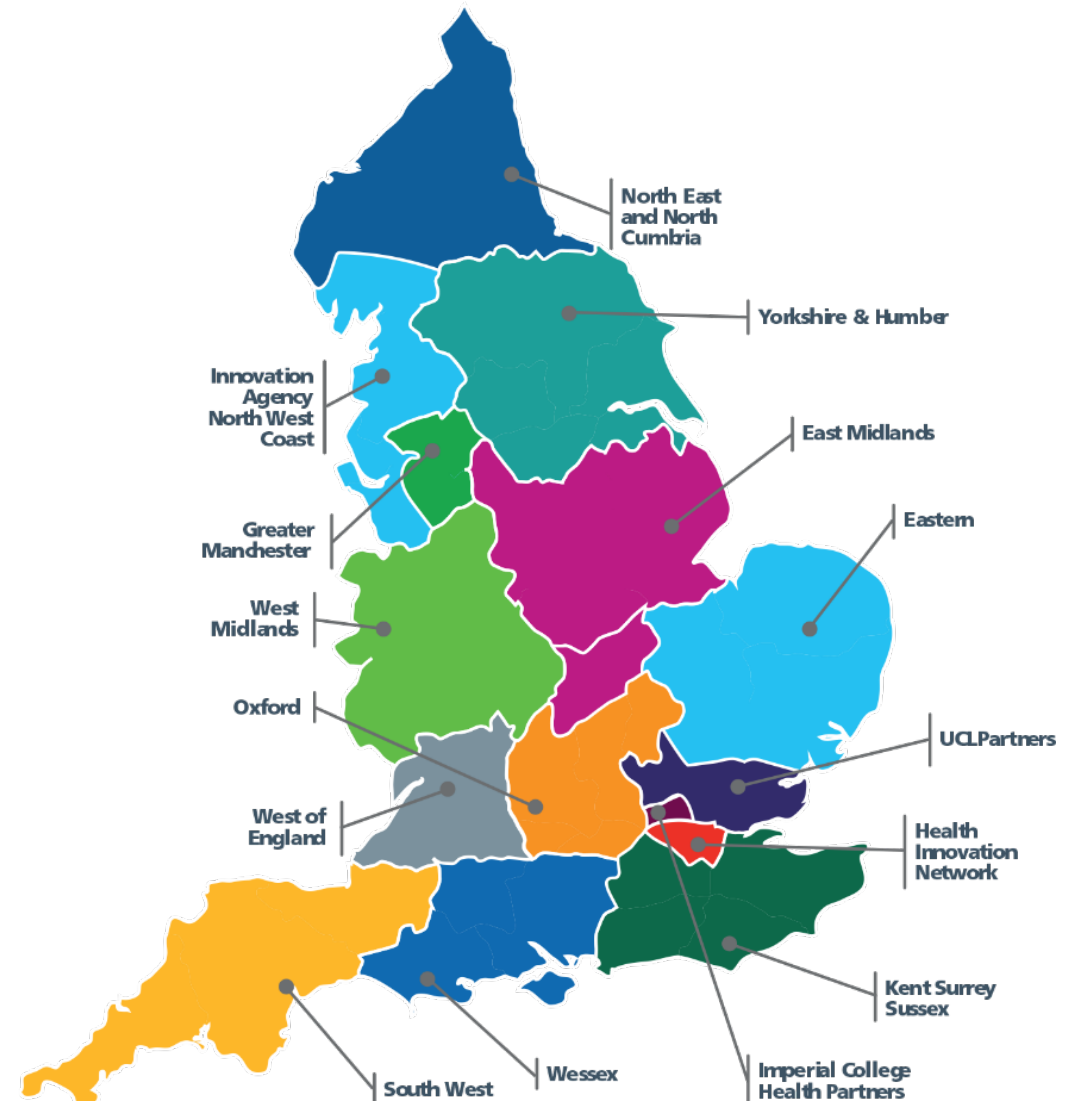 North East
and North
Cumbria
Yorkshire & Humber
Innovation
Agency
North West
Coast
East Midlands
Greater
Manchester
Eastern
West
Midlands
Oxford
UCLPartners
West of
England
Health
Innovation
Network
Kent Surrey
Sussex
Wessex
Imperial College
Health Partners
South West